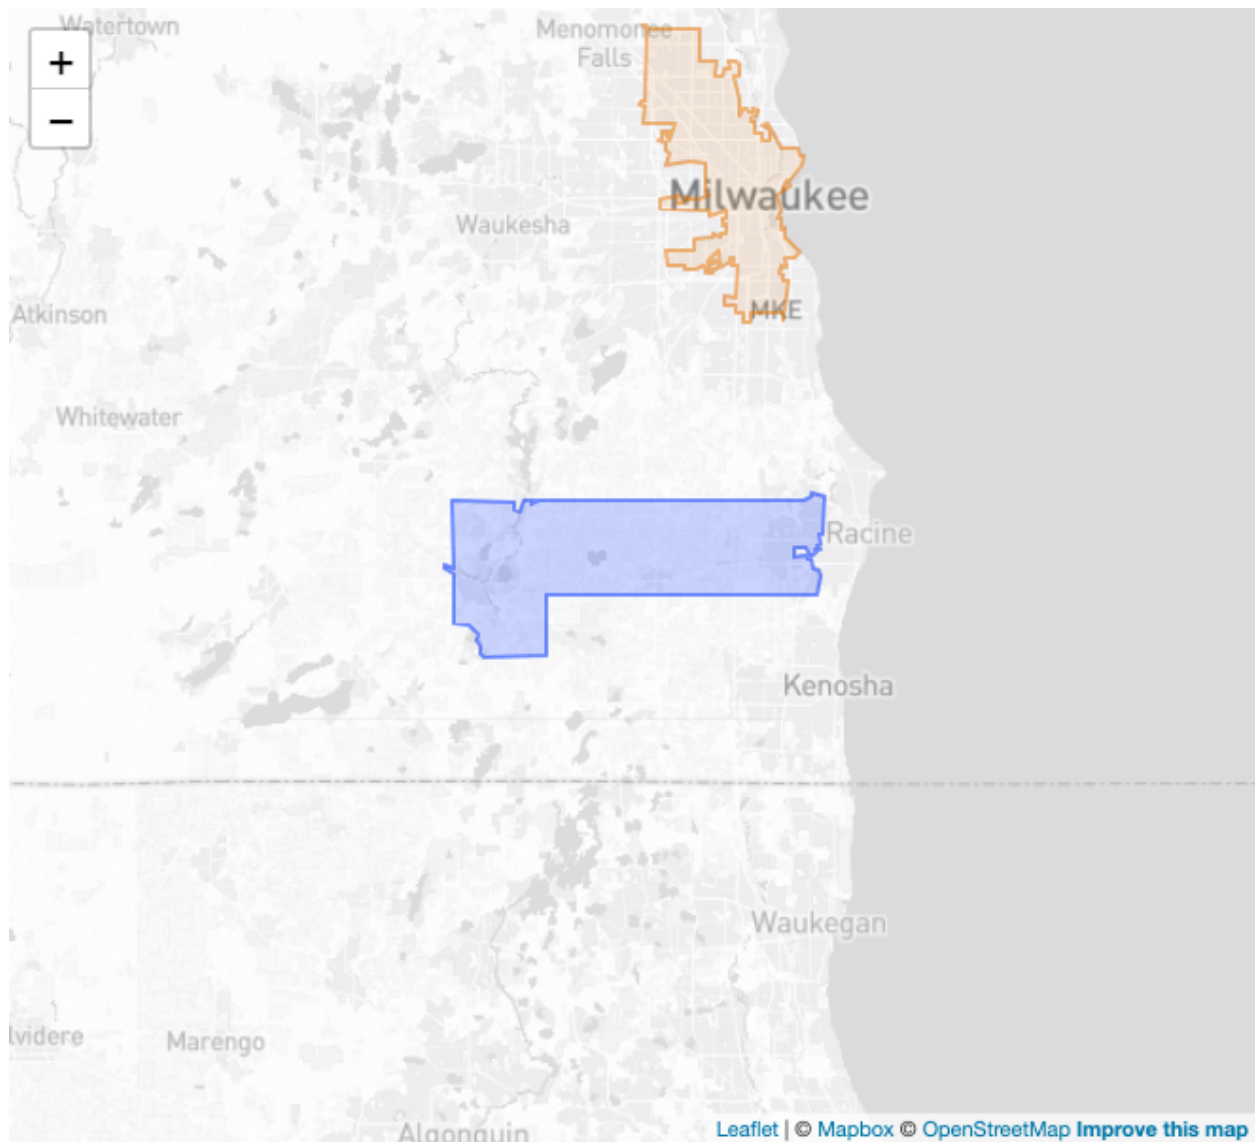 Watertown
Menomonee
Falls
+
−
Milwaukee
Waukesha
MKE
Atkinson
Whitewater
Racine
Kenosha
Waukegan
lvidere
Marengo
Algonquin
Leaflet | © Mapbox © OpenStreetMap Improve this map